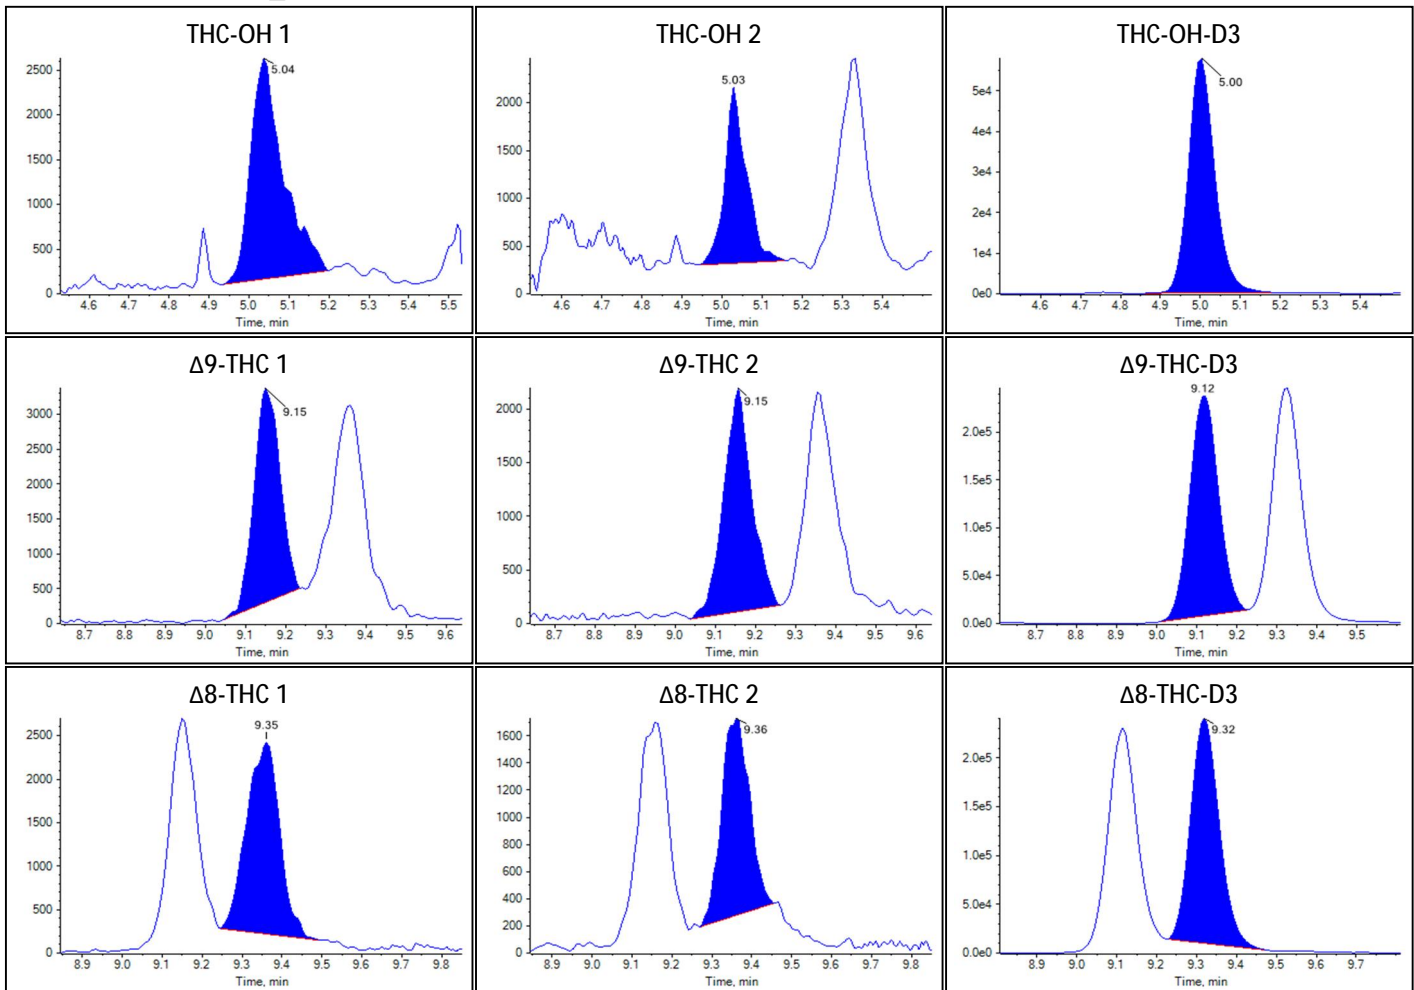 THC-OH 1
5.04
2500
2000
1500
1000
500
0
4.6 4.7 4.8 4.9 5.0 5.1 5.2 5.3 5.4 5.5
Time, min
THC-OH 2
5.03
2000
1500
1000
500
0
4.6 4.7 4.8 4.9 5.0 5.1 5.2 5.3 5.4
Time, min
THC-OH-D3
5.00
5e4
4e4
3e4
2e4
1e4
0e0
4.6 4.7 4.8 4.9 5.0 5.1 5.2 5.3 5.4
Time, min
Δ9-THC 1
9.15
3000
2500
2000
1500
1000
500
0
8.7 8.8 8.9 9.0 9.1 9.2 9.3 9.4 9.5 9.6
Time, min
Δ9-THC 2
9.15
2000
1500
1000
500
0
8.7 8.8 8.9 9.0 9.1 9.2 9.3 9.4 9.5 9.6
Time, min
Δ9-THC-D3
9.12
2.0e5
1.5e5
1.0e5
5.0e4
0.0e0
8.7 8.8 8.9 9.0 9.1 9.2 9.3 9.4 9.5
Time, min
Δ8-THC 1
9.35
2500
2000
1500
1000
500
0
8.9 9.0 9.1 9.2 9.3 9.4 9.5 9.6 9.7 9.8
Time, min
Δ8-THC 2
9.36
1600
1400
1200
1000
800
600
400
200
0
8.9 9.0 9.1 9.2 9.3 9.4 9.5 9.6 9.7 9.8
Time, min
Δ8-THC-D3
9.32
2.0e5
1.5e5
1.0e5
5.0e4
0.0e0
8.9 9.0 9.1 9.2 9.3 9.4 9.5 9.6 9.7
Time, min